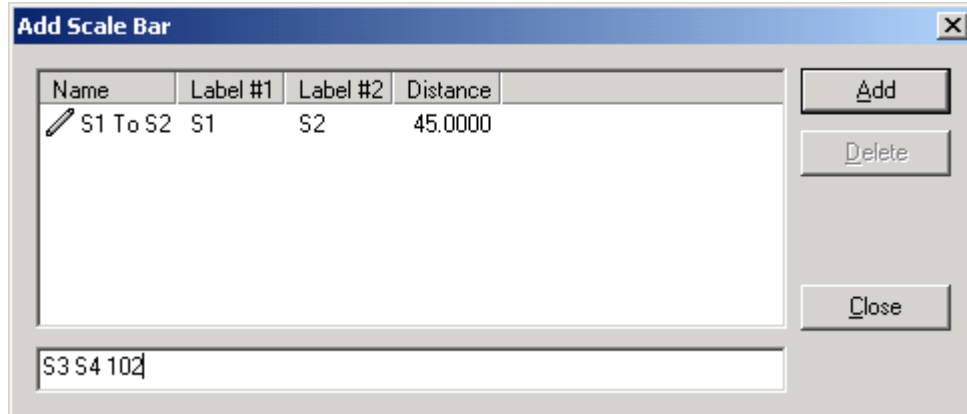 Add Scale Bar
Name Label #1 Label #2 Distance
S1 To S2 S1 S2 45.0000
Add
Delete
Close
S3 S4 102